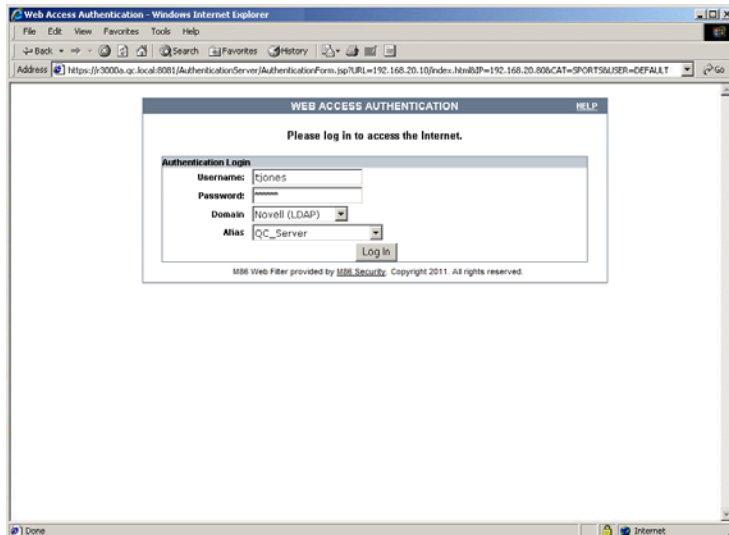 Web Access Authentication - Windows Internet Explorer
File Edit View Favorites Tools Help
Back Search Favorites History
Address https://r3000a.qc.local:8081/AuthenticationServer/AuthenticationForm.jsp?URL=192.168.20.10/index.html&IP=192.168.20.80&CAT=SPORTS&USER=DEFAULT Go
WEB ACCESS AUTHENTICATION HELP
Please log in to access the Internet.
Authentication Login
Username: tjones
Password:
Domain Novell (LDAP)
Alias QC_Server
Log In
M86 Web Filter provided by M86 Security. Copyright 2011. All rights reserved.
Done Internet